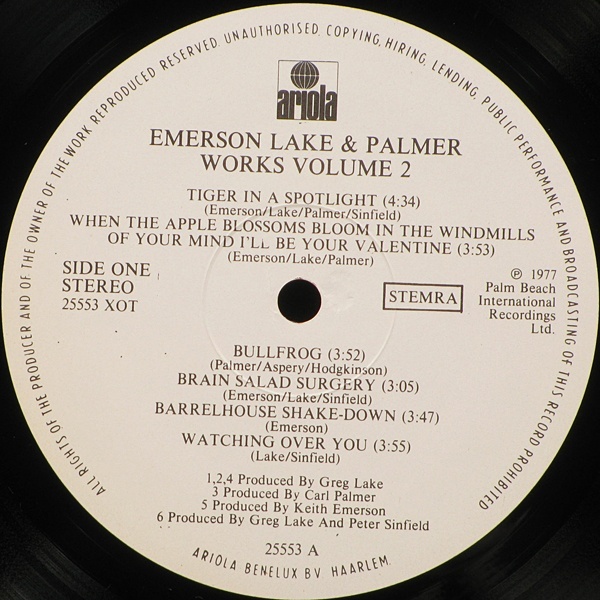 ALL RIGHTS OF THE PRODUCER AND OF THE OWNER OF THE WORK REPRODUCED RESERVED. UNAUTHORISED COPYING, HIRING, LENDING, PUBLIC PERFORMANCE AND BROADCASTING OF THIS RECORD PROHIBITED
ariola
EMERSON LAKE & PALMER
WORKS VOLUME 2
TIGER IN A SPOTLIGHT (4:34)
(Emerson/Lake/Palmer/Sinfield)
WHEN THE APPLE BLOSSOMS BLOOM IN THE WINDMILLS
OF YOUR MIND I'LL BE YOUR VALENTINE (3:53)
(Emerson/Lake/Palmer)
SIDE ONE
STEREO
25553 XOT
STEMRA
℗ 1977
Palm Beach
International
Recordings
Ltd.
BULLFROG (3:52)
(Palmer/Aspery/Hodgkinson)
BRAIN SALAD SURGERY (3:05)
(Emerson/Lake/Sinfield)
BARRELHOUSE SHAKE-DOWN (3:47)
(Emerson)
WATCHING OVER YOU (3:55)
(Lake/Sinfield)
1,2,4 Produced By Greg Lake
3 Produced By Carl Palmer
5 Produced By Keith Emerson
6 Produced By Greg Lake And Peter Sinfield
25553 A
ARIOLA BENELUX BV HAARLEM